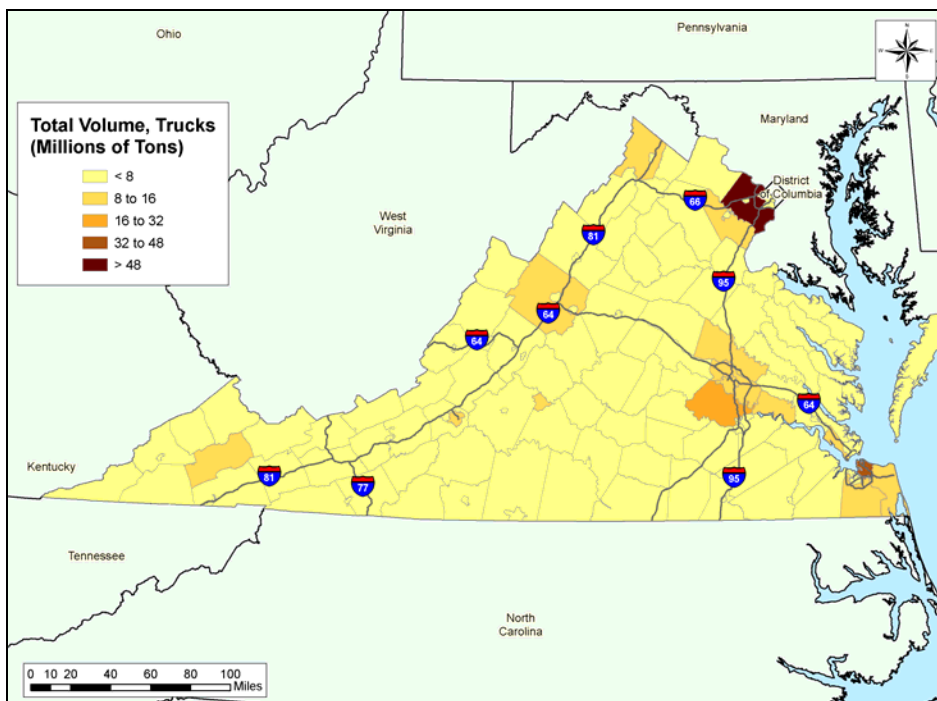 Ohio
Pennsylvania
N
W
E
S
Total Volume, Trucks
(Millions of Tons)
< 8
8 to 16
16 to 32
32 to 48
> 48
Maryland
District
of Columbia
66
West
Virginia
81
95
64
64
64
Kentucky
81
77
95
Tennessee
North
Carolina
0 10 20 40 60 80 100
Miles